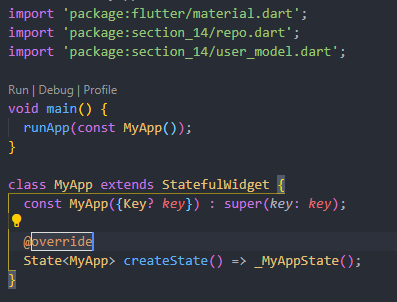 import 'package:flutter/material.dart';
import 'package:section_14/repo.dart';
import 'package:section_14/user_model.dart';
Run | Debug | Profile
void main() {
  runApp(const MyApp());
}
class MyApp extends StatefulWidget {
  const MyApp({Key? key}) : super(key: key);
  @override
  State<MyApp> createState() => _MyAppState();
}